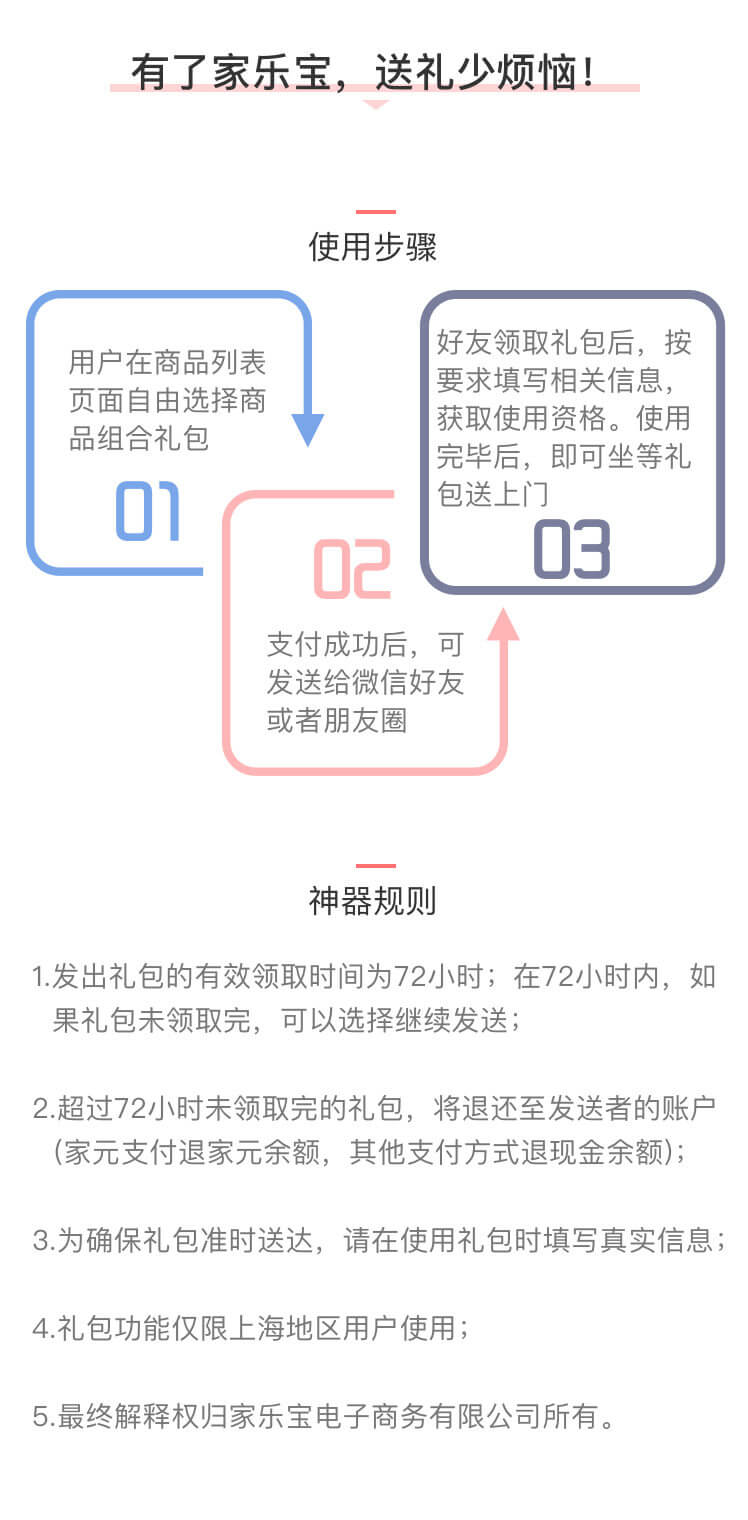 有了家乐宝，送礼少烦恼！
使用步骤
用户在商品列表
页面自由选择商
品组合礼包
01
02
支付成功后，可
发送给微信好友
或者朋友圈
好友领取礼包后，按
要求填写相关信息，
获取使用资格。使用
完毕后，即可坐等礼
包送上门
03
神器规则
1.发出礼包的有效领取时间为72小时；在72小时内，如
果礼包未领取完，可以选择继续发送；
2.超过72小时未领取完的礼包，将退还至发送者的账户
(家元支付退家元余额，其他支付方式退现金余额)；
3.为确保礼包准时送达，请在使用礼包时填写真实信息；
4.礼包功能仅限上海地区用户使用；
5.最终解释权归家乐宝电子商务有限公司所有。